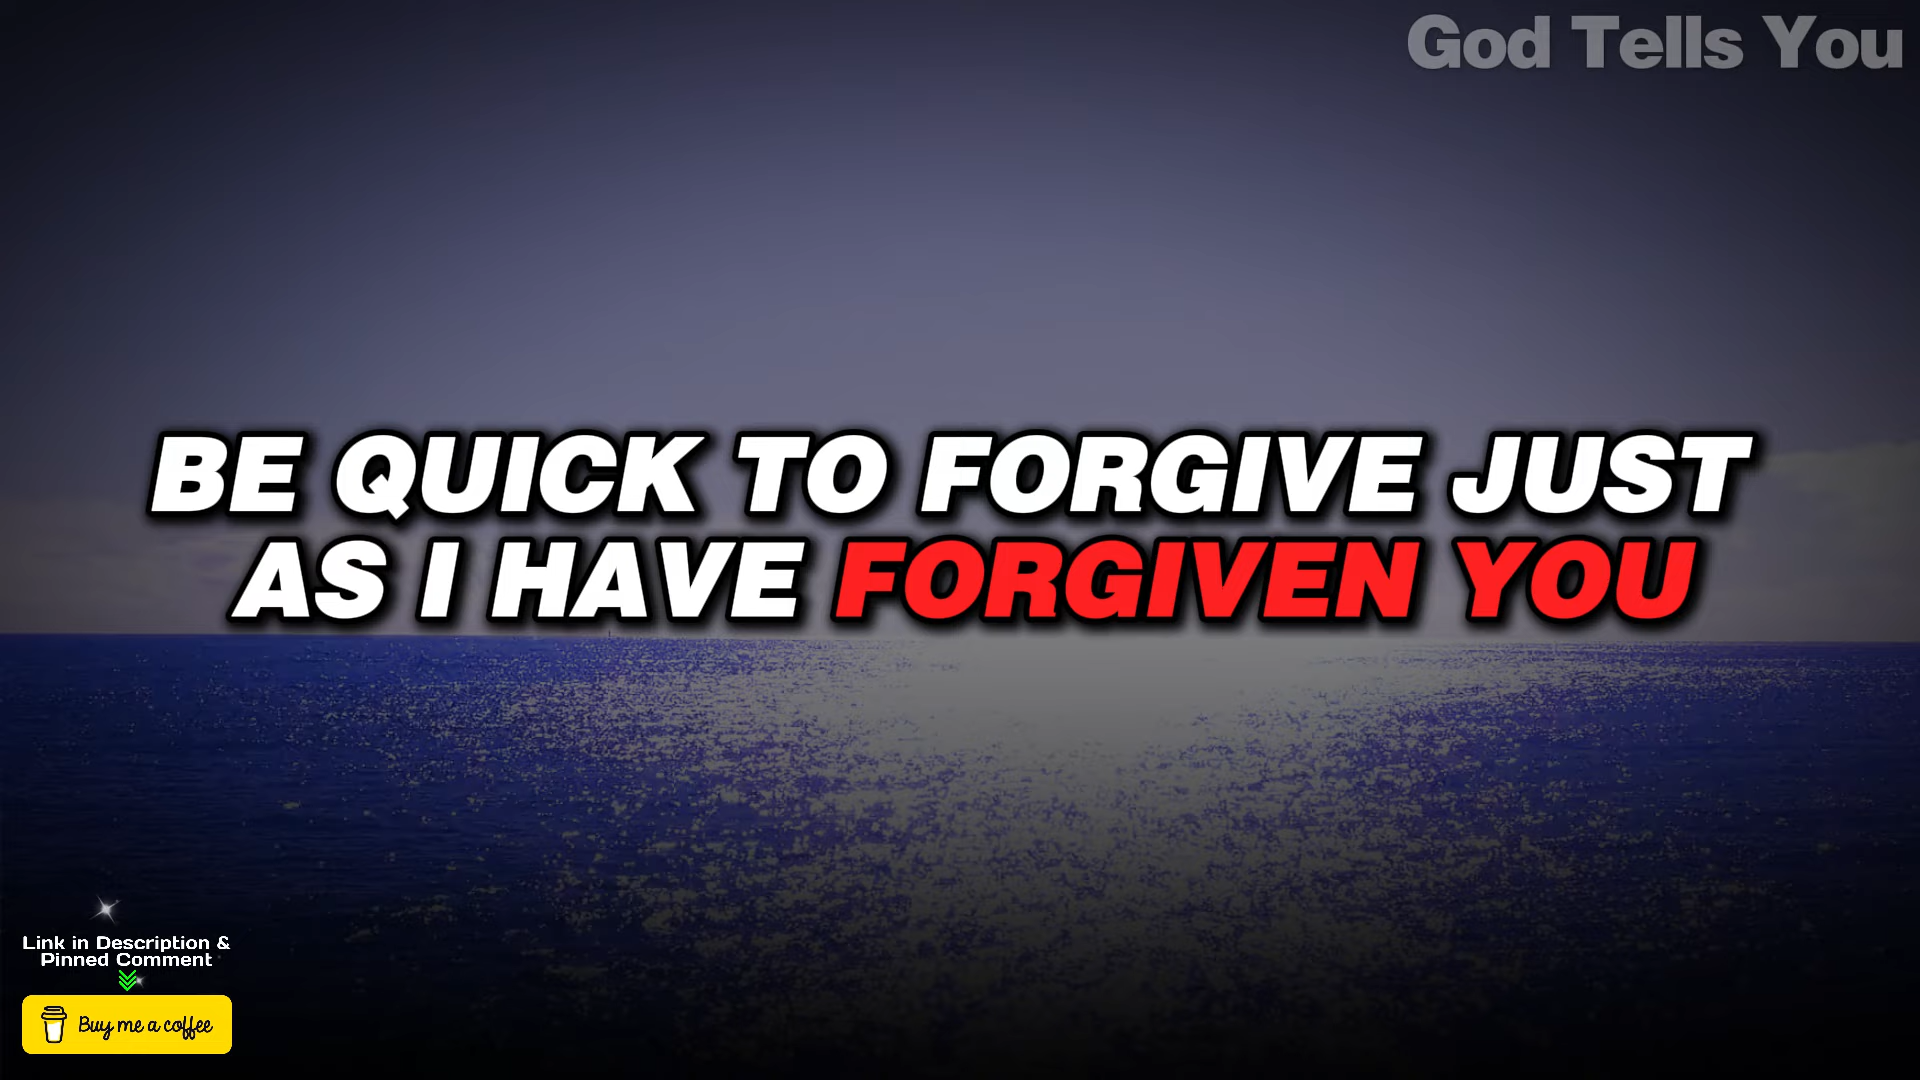 God Tells You
BE QUICK TO FORGIVE JUST
AS I HAVE FORGIVEN YOU
Link in Description &
Pinned Comment
Buy me a coffee